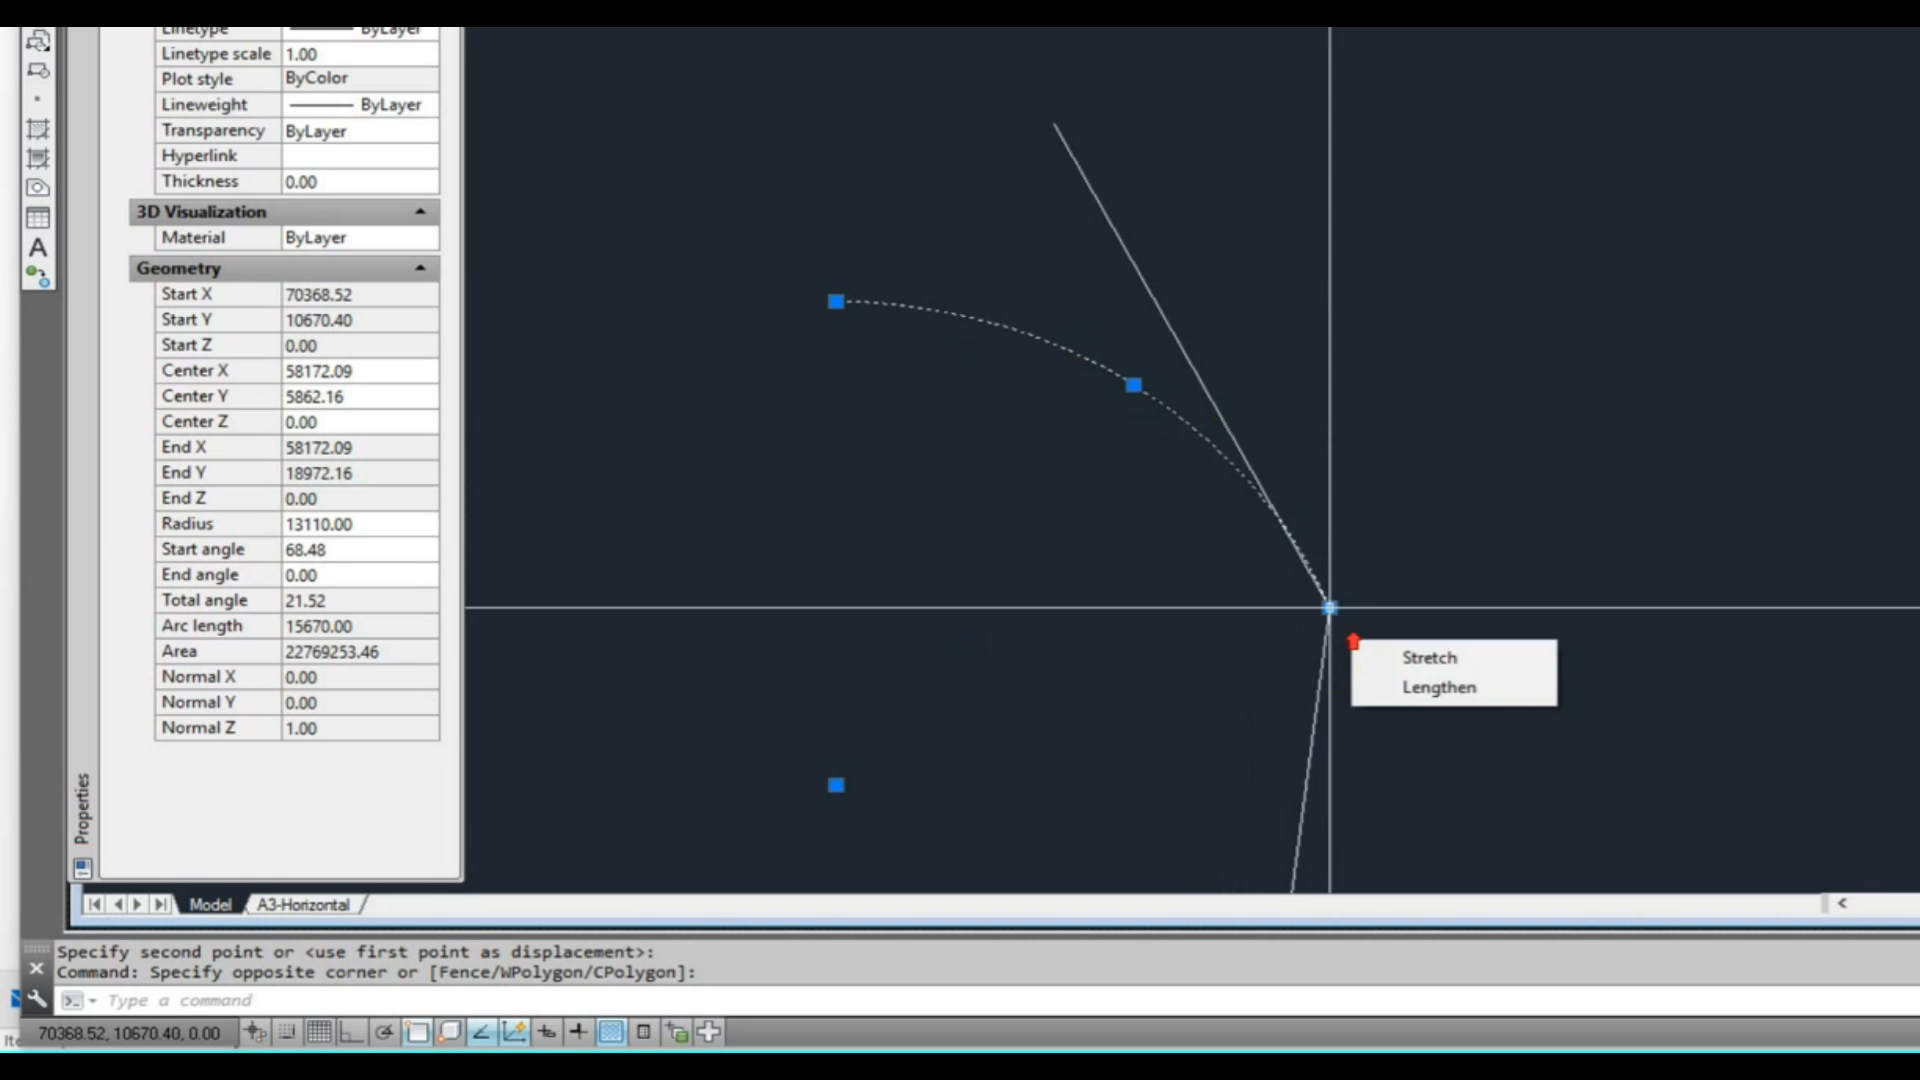 Linetype ByLayer
Linetype scale 1.00
Plot style ByColor
Lineweight ByLayer
Transparency ByLayer
Hyperlink
Thickness 0.00
3D Visualization
Material ByLayer
Geometry
Start X 70368.52
Start Y 10670.40
Start Z 0.00
Center X 58172.09
Center Y 5862.16
Center Z 0.00
End X 58172.09
End Y 18972.16
End Z 0.00
Radius 13110.00
Start angle 68.48
End angle 0.00
Total angle 21.52
Arc length 15670.00
Area 22769253.46
Normal X 0.00
Normal Y 0.00
Normal Z 1.00
Properties
Stretch
Lengthen
Model A3-Horizontal
Specify second point or <use first point as displacement>:
Command: Specify opposite corner or [Fence/WPolygon/CPolygon]:
Type a command
70368.52, 10670.40, 0.00